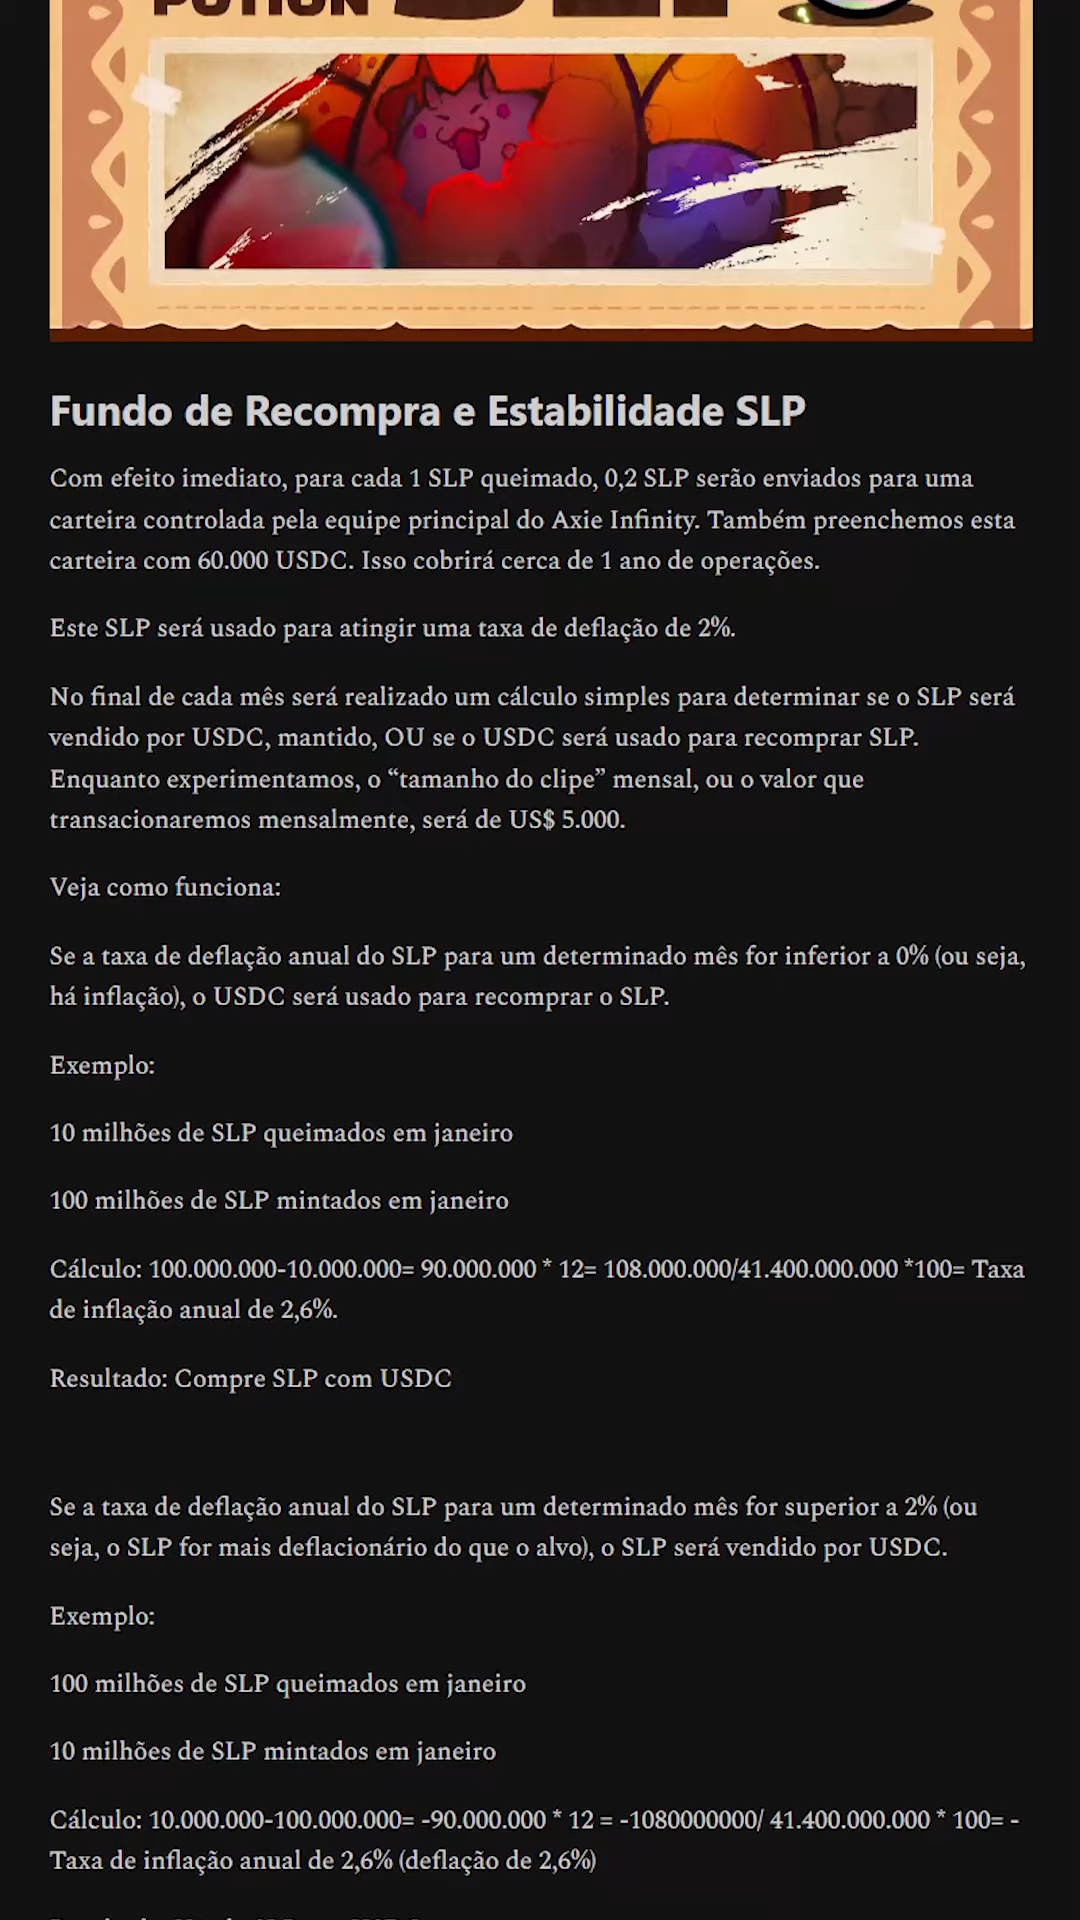 POTION SLP
Fundo de Recompra e Estabilidade SLP
Com efeito imediato, para cada 1 SLP queimado, 0,2 SLP serão enviados para uma
carteira controlada pela equipe principal do Axie Infinity. Também preenchemos esta
carteira com 60.000 USDC. Isso cobrirá cerca de 1 ano de operações.
Este SLP será usado para atingir uma taxa de deflação de 2%.
No final de cada mês será realizado um cálculo simples para determinar se o SLP será
vendido por USDC, mantido, OU se o USDC será usado para recomprar SLP.
Enquanto experimentamos, o “tamanho do clipe” mensal, ou o valor que
transacionaremos mensalmente, será de US$ 5.000.
Veja como funciona:
Se a taxa de deflação anual do SLP para um determinado mês for inferior a 0% (ou seja,
há inflação), o USDC será usado para recomprar o SLP.
Exemplo:
10 milhões de SLP queimados em janeiro
100 milhões de SLP mintados em janeiro
Cálculo: 100.000.000-10.000.000= 90.000.000 * 12= 108.000.000/41.400.000.000 *100= Taxa
de inflação anual de 2,6%.
Resultado: Compre SLP com USDC
Se a taxa de deflação anual do SLP para um determinado mês for superior a 2% (ou
seja, o SLP for mais deflacionário do que o alvo), o SLP será vendido por USDC.
Exemplo:
100 milhões de SLP queimados em janeiro
10 milhões de SLP mintados em janeiro
Cálculo: 10.000.000-100.000.000= -90.000.000 * 12 = -1080000000/ 41.400.000.000 * 100= -
Taxa de inflação anual de 2,6% (deflação de 2,6%)